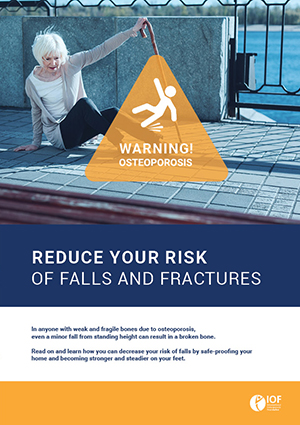 WARNING!
OSTEOPOROSIS
REDUCE YOUR RISK
OF FALLS AND FRACTURES
In anyone with weak and fragile bones due to osteoporosis,
even a minor fall from standing height can result in a broken bone.
Read on and learn how you can decrease your risk of falls by safe-proofing your
home and becoming stronger and steadier on your feet.
IOF